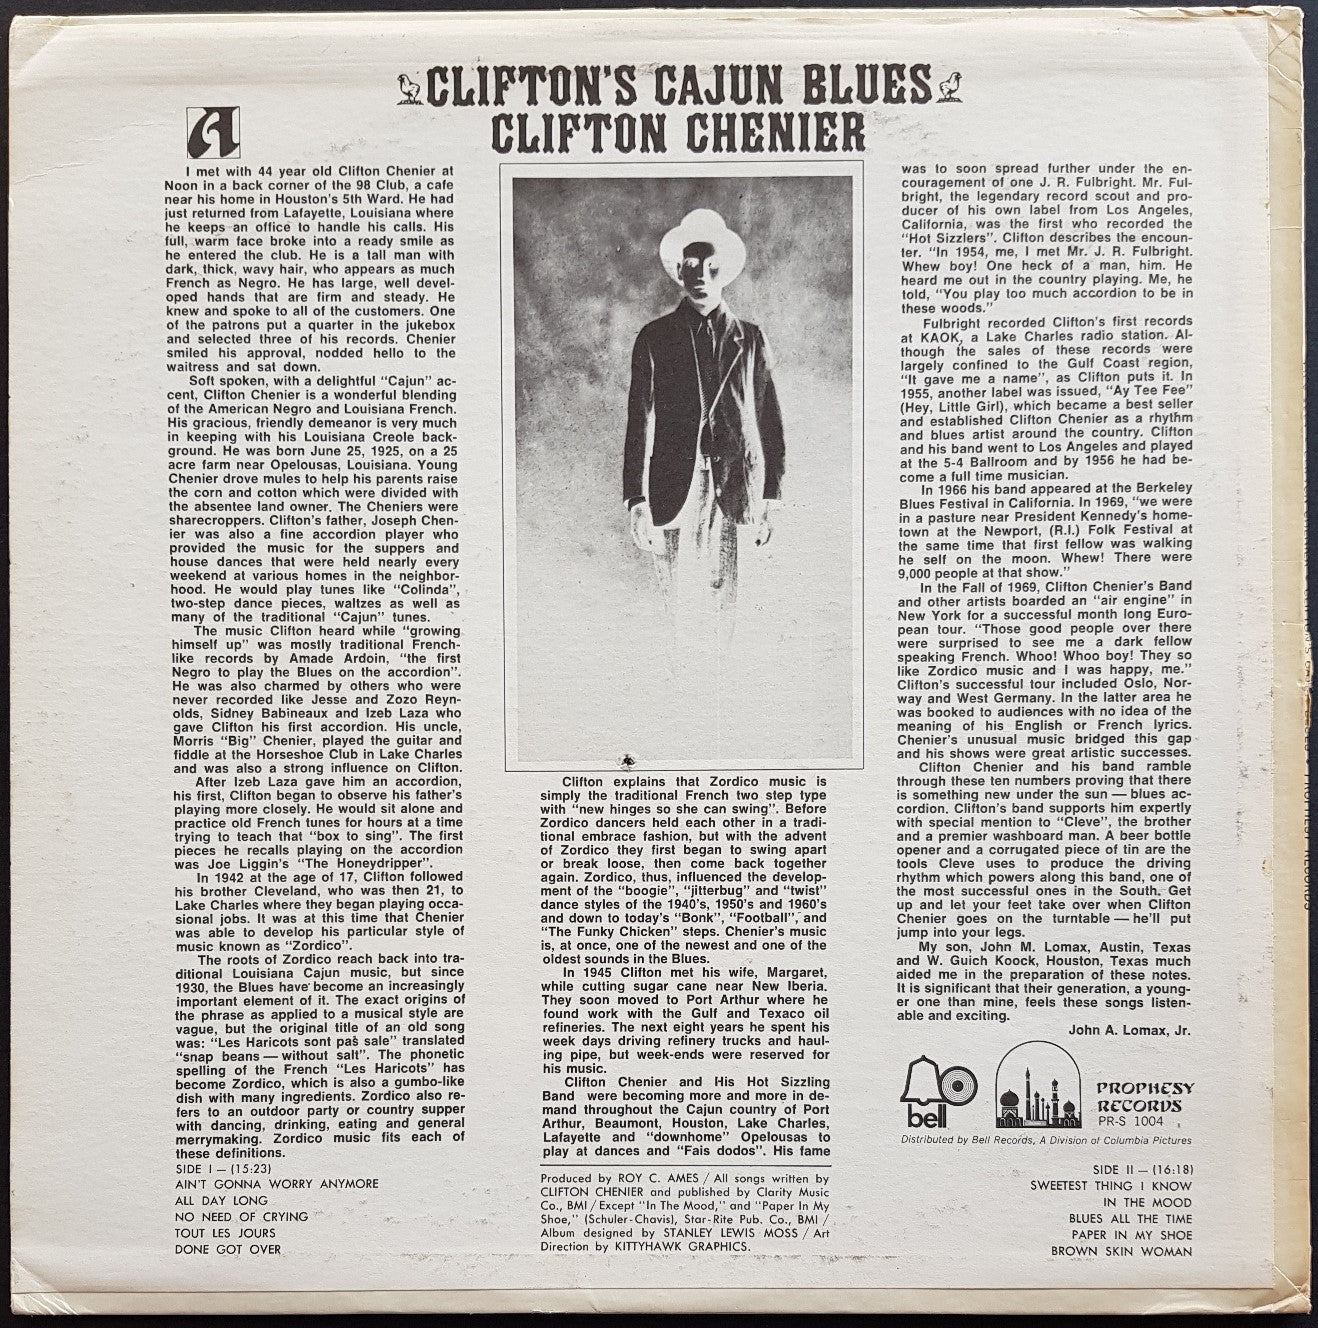 CLIFTON'S CAJUN BLUES
CLIFTON CHENIER
A
I met with 44 year old Clifton Chenier at
Noon in a back corner of the 98 Club, a cafe
near his home in Houston's 5th Ward. He had
just returned from Lafayette, Louisiana where
he keeps an office to handle his calls. His
full, warm face broke into a ready smile as
he entered the club. He is a tall man with
dark, thick, wavy hair, who appears as much
French as Negro. He has large, well devel-
oped hands that are firm and steady. He
knew and spoke to all of the customers. One
of the patrons put a quarter in the jukebox
and selected three of his records. Chenier
smiled his approval, nodded hello to the
waitress and sat down.
Soft spoken, with a delightful "Cajun" ac-
cent, Clifton Chenier is a wonderful blending
of the American Negro and Louisiana French.
His gracious, friendly demeanor is very much
in keeping with his Louisiana Creole back-
ground. He was born June 25, 1925, on a 25
acre farm near Opelousas, Louisiana. Young
Chenier drove mules to help his parents raise
the corn and cotton which were divided with
the absentee land owner. The Cheniers were
sharecroppers. Clifton's father, Joseph Chen-
ier was also a fine accordion player who
provided the music for the suppers and
house dances that were held nearly every
weekend at various homes in the neighbor-
hood. He would play tunes like "Colinda",
two-step dance pieces, waltzes as well as
many of the traditional "Cajun" tunes.
The music Clifton heard while "growing
himself up" was mostly traditional French-
like records by Amade Ardoin, "the first
Negro to play the Blues on the accordion".
He was also charmed by others who were
never recorded like Jesse and Zozo Reyn-
olds, Sidney Babineaux and Izeb Laza who
gave Clifton his first accordion. His uncle,
Morris "Big" Chenier, played the guitar and
fiddle at the Horseshoe Club in Lake Charles
and was also a strong influence on Clifton.
After Izeb Laza gave him an accordion,
his first, Clifton began to observe his father's
playing more closely. He would sit alone and
practice old French tunes for hours at a time
trying to teach that "box to sing". The first
pieces he recalls playing on the accordion
was Joe Liggin's "The Honeydripper".
In 1942 at the age of 17, Clifton followed
his brother Cleveland, who was then 21, to
Lake Charles where they began playing occa-
sional jobs. It was at this time that Chenier
was able to develop his particular style of
music known as "Zordico".
The roots of Zordico reach back into tra-
ditional Louisiana Cajun music, but since
1930, the Blues have become an increasingly
important element of it. The exact origins of
the phrase as applied to a musical style are
vague, but the original title of an old song
was: "Les Haricots sont pas sale" translated
"snap beans — without salt". The phonetic
spelling of the French "Les Haricots" has
become Zordico, which is also a gumbo-like
dish with many ingredients. Zordico also re-
fers to an outdoor party or country supper
with dancing, drinking, eating and general
merrymaking. Zordico music fits each of
these definitions.
Clifton explains that Zordico music is
simply the traditional French two step type
with "new hinges so she can swing". Before
Zordico dancers held each other in a tradi-
tional embrace fashion, but with the advent
of Zordico they first began to swing apart
or break loose, then come back together
again. Zordico, thus, influenced the develop-
ment of the "boogie", "jitterbug" and "twist"
dance styles of the 1940's, 1950's and 1960's
and down to today's "Bonk", "Football", and
"The Funky Chicken" steps. Chenier's music
is, at once, one of the newest and one of the
oldest sounds in the Blues.
In 1945 Clifton met his wife, Margaret,
while cutting sugar cane near New Iberia.
They soon moved to Port Arthur where he
found work with the Gulf and Texaco oil
refineries. The next eight years he spent his
week days driving refinery trucks and haul-
ing pipe, but week-ends were reserved for
his music.
Clifton Chenier and His Hot Sizzling
Band were becoming more and more in de-
mand throughout the Cajun country of Port
Arthur, Beaumont, Houston, Lake Charles,
Lafayette and "downhome" Opelousas to
play at dances and "Fais dodos". His fame
was to soon spread further under the en-
couragement of one J. R. Fulbright. Mr. Ful-
bright, the legendary record scout and pro-
ducer of his own label from Los Angeles,
California, was the first who recorded the
"Hot Sizzlers". Clifton describes the encoun-
ter. "In 1954, me, I met Mr. J. R. Fulbright.
Whew boy! One heck of a man, him. He
heard me out in the country playing. Me, he
told, "You play too much accordion to be in
these woods."
Fulbright recorded Clifton's first records
at KAOK, a Lake Charles radio station. Al-
though the sales of these records were
largely confined to the Gulf Coast region,
"It gave me a name", as Clifton puts it. In
1955, another label was issued, "Ay Tee Fee"
(Hey, Little Girl), which became a best seller
and established Clifton Chenier as a rhythm
and blues artist around the country. Clifton
and his band went to Los Angeles and played
at the 5-4 Ballroom and by 1956 he had be-
come a full time musician.
In 1966 his band appeared at the Berkeley
Blues Festival in California. In 1969, "we were
in a pasture near President Kennedy's home-
town at the Newport, (R.I.) Folk Festival at
the same time that first fellow was walking
he self on the moon. Whew! There were
9,000 people at that show."
In the Fall of 1969, Clifton Chenier's Band
and other artists boarded an "air engine" in
New York for a successful month long Euro-
pean tour. "Those good people over there
were surprised to see me a dark fellow
speaking French. Whoo! Whoo boy! They so
like Zordico music and I was happy, me."
Clifton's successful tour included Oslo, Nor-
way and West Germany. In the latter area he
was booked to audiences with no idea of the
meaning of his English or French lyrics.
Chenier's unusual music bridged this gap
and his shows were great artistic successes.
Clifton Chenier and his band ramble
through these ten numbers proving that there
is something new under the sun — blues ac-
cordion. Clifton's band supports him expertly
with special mention to "Cleve", the brother
and a premier washboard man. A beer bottle
opener and a corrugated piece of tin are the
tools Cleve uses to produce the driving
rhythm which powers along this band, one of
the most successful ones in the South. Get
up and let your feet take over when Clifton
Chenier goes on the turntable — he'll put
jump into your legs.
My son, John M. Lomax, Austin, Texas
and W. Guich Koock, Houston, Texas much
aided me in the preparation of these notes.
It is significant that their generation, a young-
er one than mine, feels these songs listen-
able and exciting.
John A. Lomax, Jr.
bell
PROPHESY
RECORDS
PR-S 1004
Distributed by Bell Records, A Division of Columbia Pictures
SIDE I — (15:23)
AIN'T GONNA WORRY ANYMORE
ALL DAY LONG
NO NEED OF CRYING
TOUT LES JOURS
DONE GOT OVER
Produced by ROY C. AMES / All songs written by
CLIFTON CHENIER and published by Clarity Music
Co., BMI / Except "In The Mood," and "Paper In My
Shoe," (Schuler-Chavis), Star-Rite Pub. Co., BMI /
Album designed by STANLEY LEWIS MOSS / Art
Direction by KITTYHAWK GRAPHICS.
SIDE II — (16:18)
SWEETEST THING I KNOW
IN THE MOOD
BLUES ALL THE TIME
PAPER IN MY SHOE
BROWN SKIN WOMAN
PROPHESY RECORDS